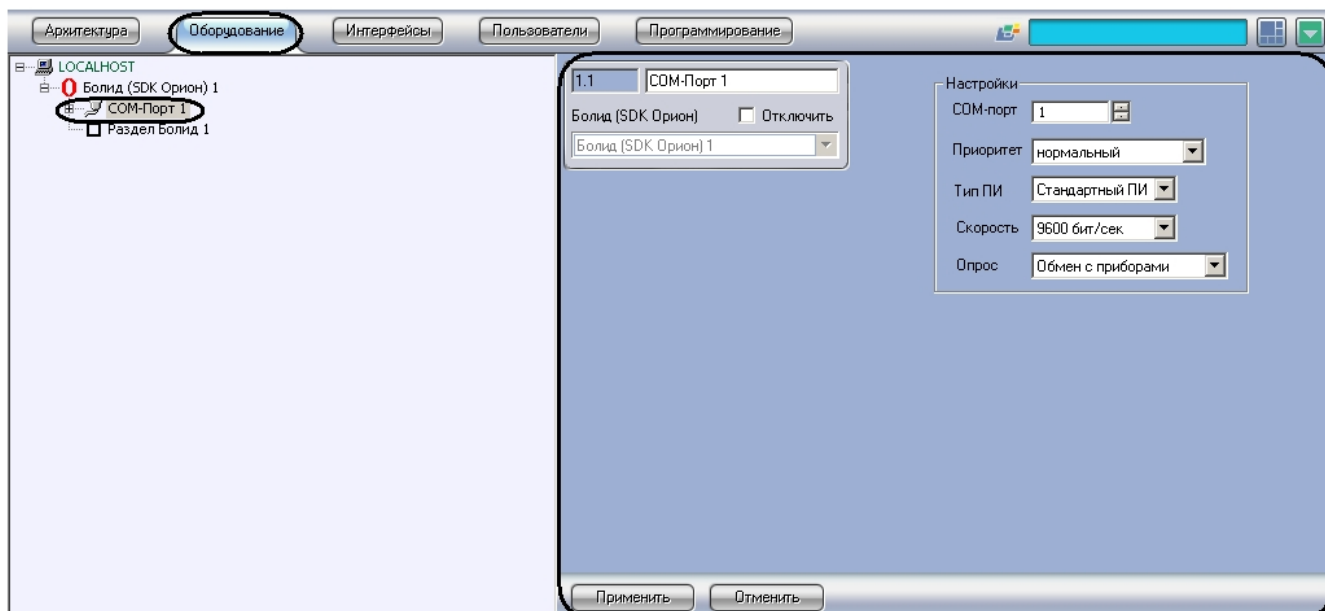 Архитектура Оборудование Интерфейсы Пользователи Программирование
LOCALHOST
Болид (SDK Орион) 1
COM-Порт 1
Раздел Болид 1
1.1 COM-Порт 1
Болид (SDK Орион) Отключить
Болид (SDK Орион) 1
Настройки
COM-порт 1
Приоритет нормальный
Тип ПИ Стандартный ПИ
Скорость 9600 бит/сек
Опрос Обмен с приборами
Применить Отменить